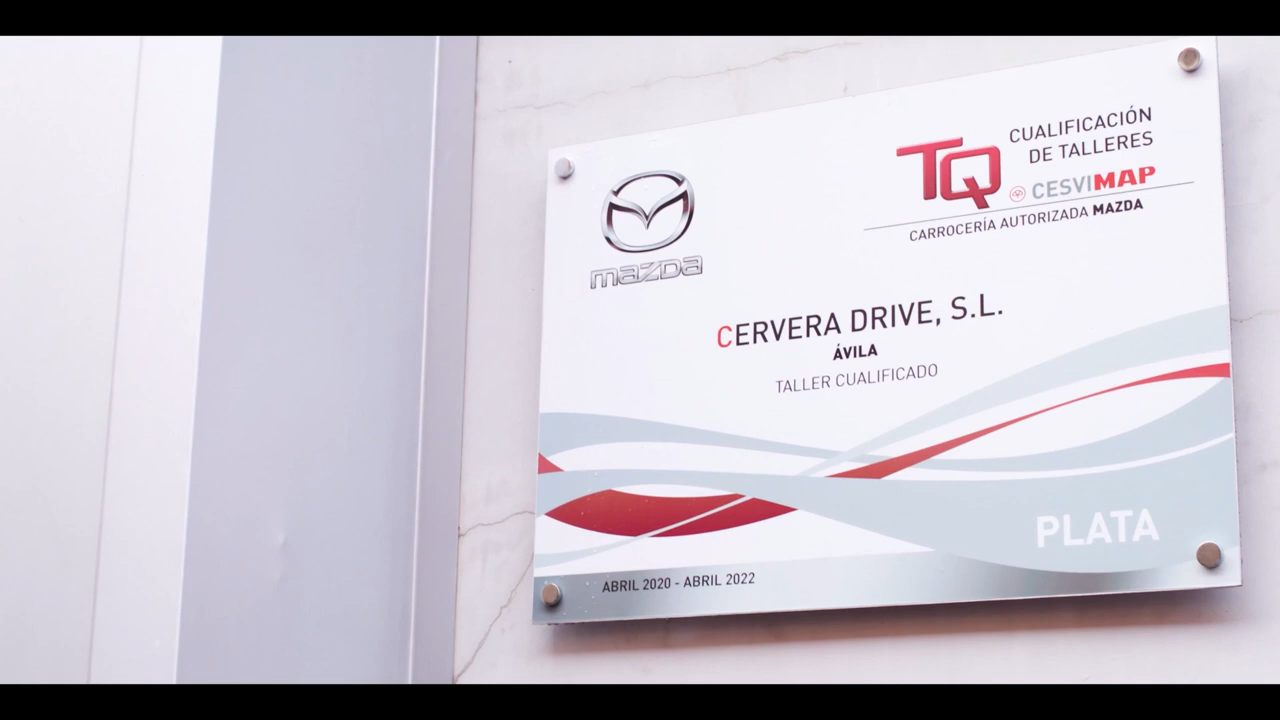 mazda
TQ
CUALIFICACIÓN
DE TALLERES
CESVIMAP
CARROCERÍA AUTORIZADA MAZDA
CERVERA DRIVE, S.L.
ÁVILA
TALLER CUALIFICADO
PLATA
ABRIL 2020 - ABRIL 2022